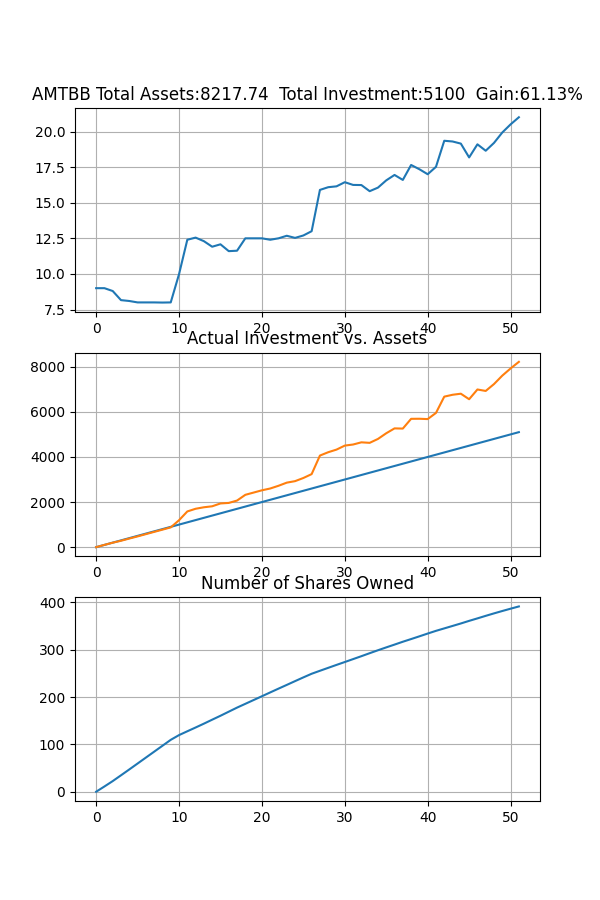 AMTBB Total Assets:8217.74  Total Investment:5100  Gain:61.13%
20.0
17.5
15.0
12.5
10.0
7.5
0 10 20 30 40 50
Actual Investment vs. Assets
8000
6000
4000
2000
0
0 10 20 30 40 50
Number of Shares Owned
400
300
200
100
0
0 10 20 30 40 50